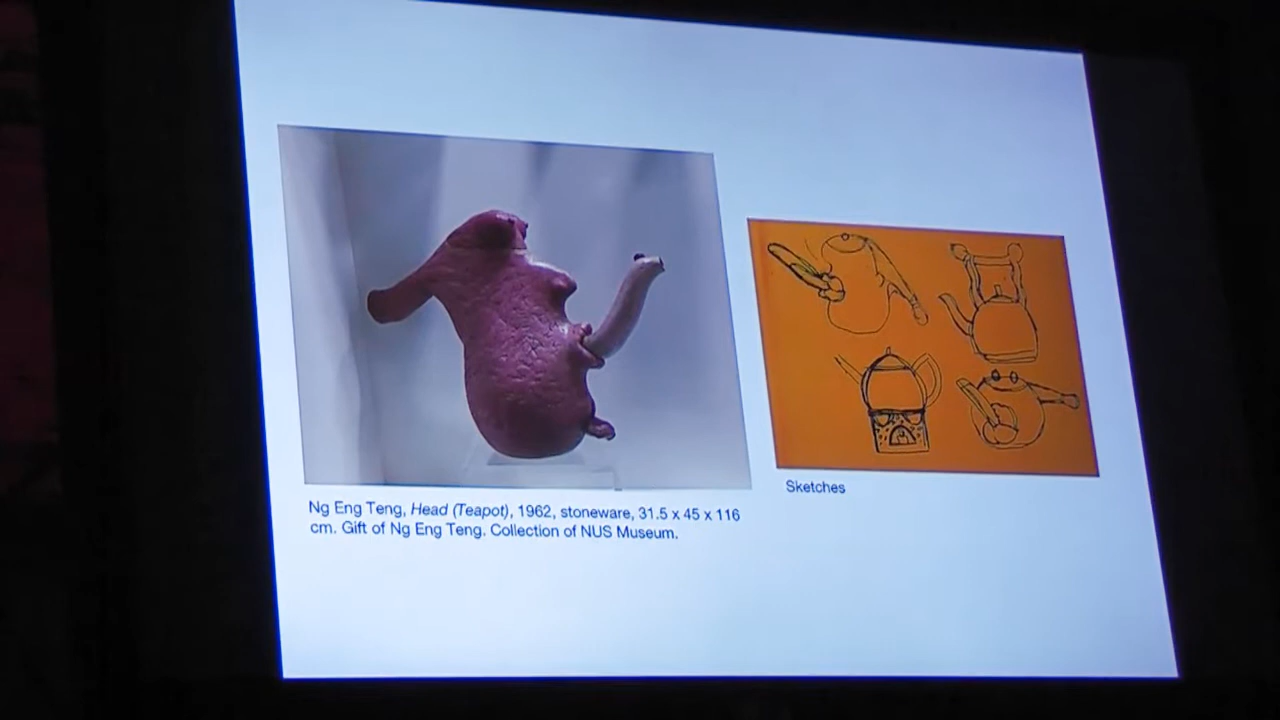 Ng Eng Teng, Head (Teapot), 1962, stoneware, 31.5 x 45 x 116
cm. Gift of Ng Eng Teng. Collection of NUS Museum.
Sketches